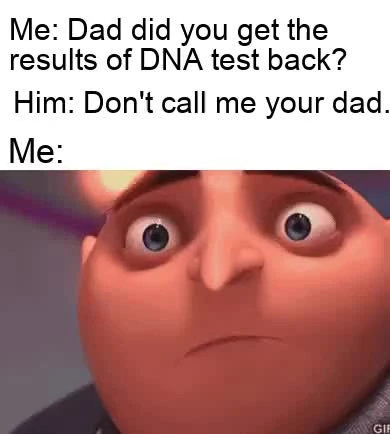 Me: Dad did you get the
results of DNA test back?
Him: Don't call me your dad.
Me: